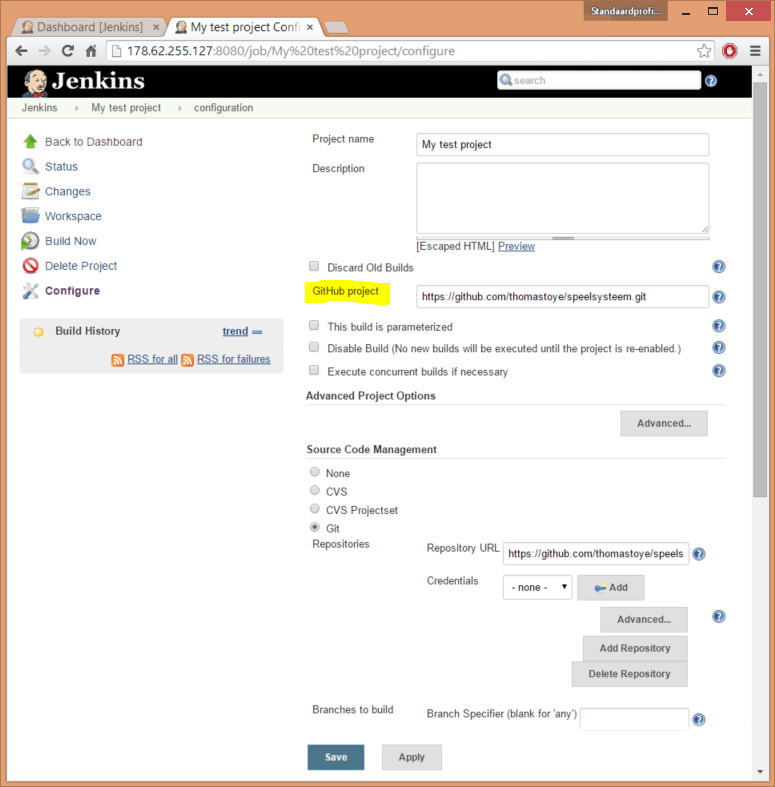 Standaardprofi...
Dashboard [Jenkins]
My test project Confi
178.62.255.127:8080/job/My%20test%20project/configure
Jenkins
search
Jenkins My test project configuration
Back to Dashboard
Status
Changes
Workspace
Build Now
Delete Project
Configure
Build History trend
RSS for all RSS for failures
Project name My test project
Description
[Escaped HTML] Preview
Discard Old Builds
GitHub project https://github.com/thomastoye/speelsysteem.git
This build is parameterized
Disable Build (No new builds will be executed until the project is re-enabled.)
Execute concurrent builds if necessary
Advanced Project Options
Advanced...
Source Code Management
None
CVS
CVS Projectset
Git
Repositories Repository URL https://github.com/thomastoye/speels
Credentials - none - Add
Advanced...
Add Repository
Delete Repository
Branches to build Branch Specifier (blank for 'any')
Save Apply